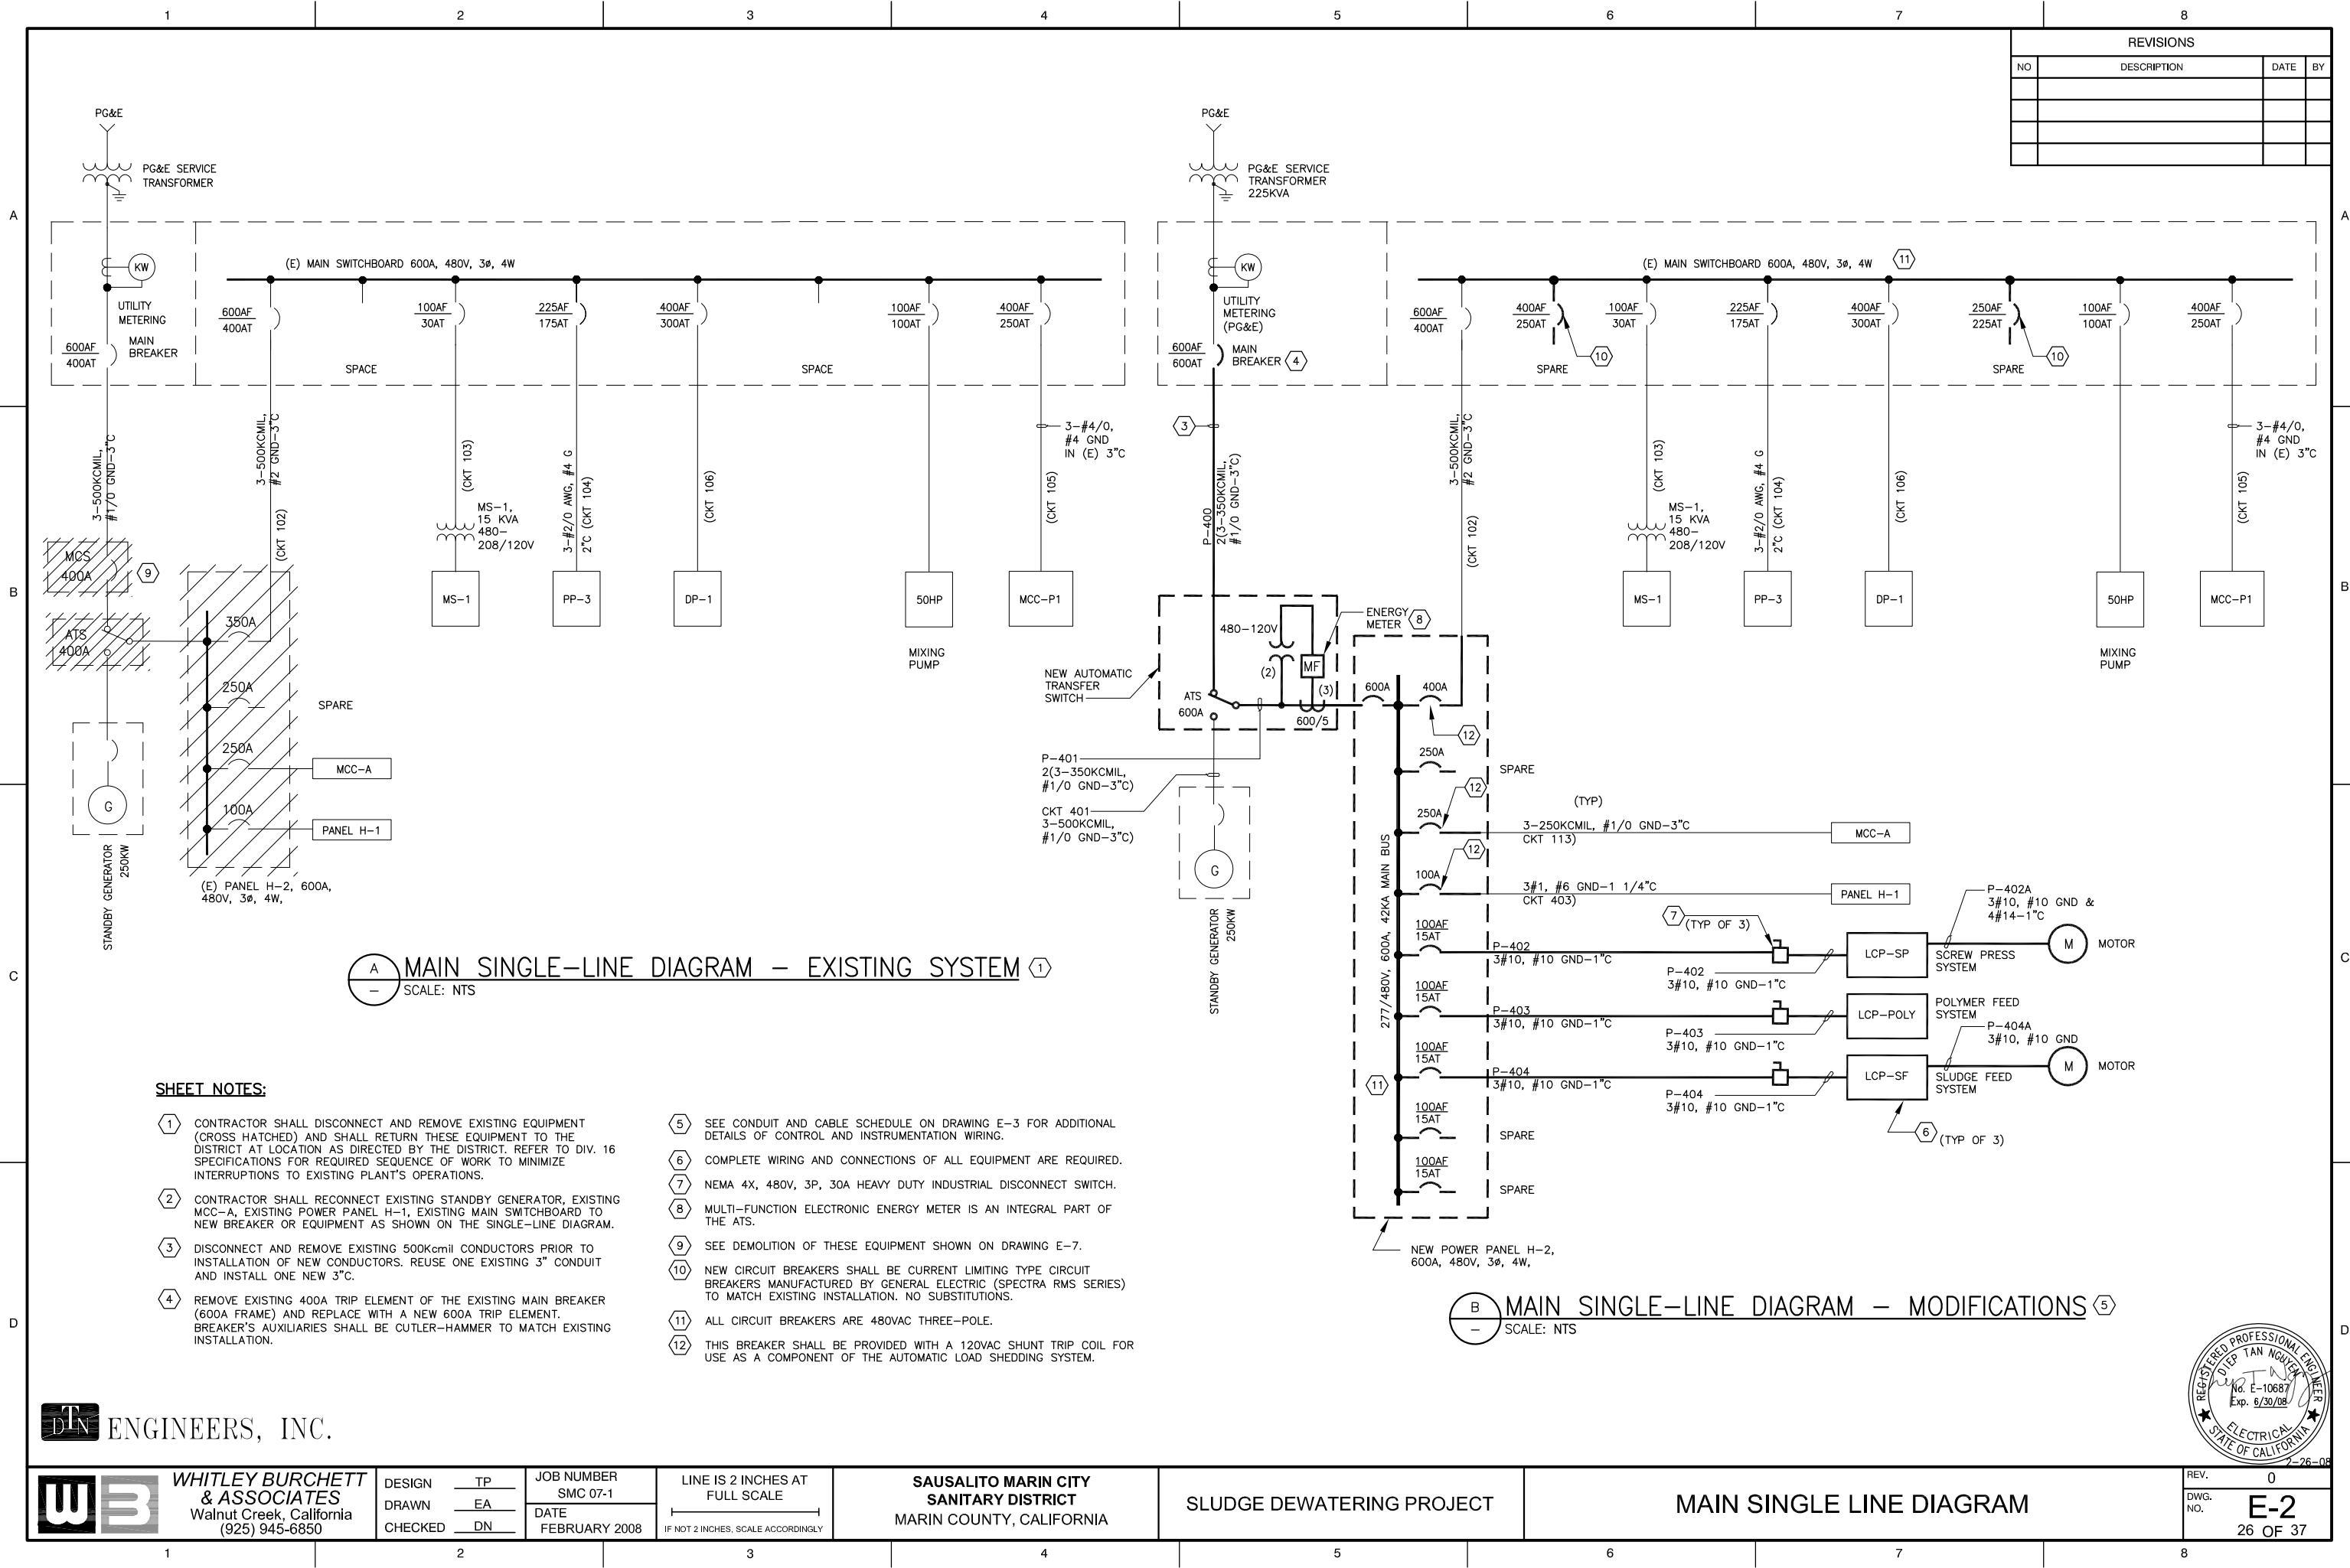 1 2 3 4 5 6 7 8
REVISIONS
NO DESCRIPTION DATE BY
A
B
C
D
PG&E
PG&E SERVICE
TRANSFORMER
KW
UTILITY
METERING
MAIN
BREAKER
600AF
400AT
(E) MAIN SWITCHBOARD 600A, 480V, 3ø, 4W
600AF
400AT
SPACE
100AF
30AT
225AF
175AT
400AF
300AT
SPACE
100AF
100AT
400AF
250AT
3-500KCMIL,
#1/0 GND-3"C
3-500KCMIL,
#2 GND-3"C
(CKT 102)
(CKT 103)
MS-1,
15 KVA
480-
208/120V
3-#2/0 AWG, #4 G
2"C (CKT 104)
(CKT 106)
3-#4/0,
#4 GND
IN (E) 3"C
(CKT 105)
MCS
400A
9
ATS
400A
350A
250A
SPARE
250A
MCC-A
100A
PANEL H-1
(E) PANEL H-2, 600A,
480V, 3ø, 4W,
G
STANDBY GENERATOR
250KW
MS-1
PP-3
DP-1
50HP
MIXING
PUMP
MCC-P1
A
-
MAIN SINGLE-LINE DIAGRAM - EXISTING SYSTEM 1
SCALE: NTS
PG&E
PG&E SERVICE
TRANSFORMER
225KVA
KW
UTILITY
METERING
(PG&E)
600AF
600AT
MAIN
BREAKER 4
(E) MAIN SWITCHBOARD 600A, 480V, 3ø, 4W 11
600AF
400AT
400AF
250AT
10
SPARE
100AF
30AT
225AF
175AT
400AF
300AT
250AF
225AT
10
SPARE
100AF
100AT
400AF
250AT
3
P-400
2(3-350KCMIL,
#1/0 GND-3"C)
3-500KCMIL,
#2 GND-3"C
(CKT 102)
(CKT 103)
MS-1,
15 KVA
480-
208/120V
3-#2/0 AWG, #4 G
2"C (CKT 104)
(CKT 106)
3-#4/0,
#4 GND
IN (E) 3"C
(CKT 105)
MS-1
PP-3
DP-1
50HP
MIXING
PUMP
MCC-P1
480-120V
ENERGY
METER 8
MF
(2)
(3)
NEW AUTOMATIC
TRANSFER
SWITCH
ATS
600A
600/5
600A
400A
12
P-401
2(3-350KCMIL,
#1/0 GND-3"C)
CKT 401
3-500KCMIL,
#1/0 GND-3"C)
G
STANDBY GENERATOR
250KW
250A
SPARE
12
250A
(TYP)
3-250KCMIL, #1/0 GND-3"C
CKT 113)
MCC-A
12
100A
3#1, #6 GND-1 1/4"C
CKT 403)
PANEL H-1
277/480V, 600A, 42KA MAIN BUS
100AF
15AT
P-402
3#10, #10 GND-1"C
7
(TYP OF 3)
P-402
3#10, #10 GND-1"C
LCP-SP
SCREW PRESS
SYSTEM
P-402A
3#10, #10 GND &
4#14-1"C
M
MOTOR
100AF
15AT
P-403
3#10, #10 GND-1"C
P-403
3#10, #10 GND-1"C
LCP-POLY
POLYMER FEED
SYSTEM
P-404A
3#10, #10 GND
100AF
15AT
11
P-404
3#10, #10 GND-1"C
P-404
3#10, #10 GND-1"C
LCP-SF
SLUDGE FEED
SYSTEM
M
MOTOR
6
(TYP OF 3)
100AF
15AT
SPARE
100AF
15AT
SPARE
NEW POWER PANEL H-2,
600A, 480V, 3ø, 4W,
B
-
MAIN SINGLE-LINE DIAGRAM - MODIFICATIONS 5
SCALE: NTS
SHEET NOTES:
1 CONTRACTOR SHALL DISCONNECT AND REMOVE EXISTING EQUIPMENT
(CROSS HATCHED) AND SHALL RETURN THESE EQUIPMENT TO THE
DISTRICT AT LOCATION AS DIRECTED BY THE DISTRICT. REFER TO DIV. 16
SPECIFICATIONS FOR REQUIRED SEQUENCE OF WORK TO MINIMIZE
INTERRUPTIONS TO EXISTING PLANT'S OPERATIONS.
2 CONTRACTOR SHALL RECONNECT EXISTING STANDBY GENERATOR, EXISTING
MCC-A, EXISTING POWER PANEL H-1, EXISTING MAIN SWITCHBOARD TO
NEW BREAKER OR EQUIPMENT AS SHOWN ON THE SINGLE-LINE DIAGRAM.
3 DISCONNECT AND REMOVE EXISTING 500Kcmil CONDUCTORS PRIOR TO
INSTALLATION OF NEW CONDUCTORS. REUSE ONE EXISTING 3" CONDUIT
AND INSTALL ONE NEW 3"C.
4 REMOVE EXISTING 400A TRIP ELEMENT OF THE EXISTING MAIN BREAKER
(600A FRAME) AND REPLACE WITH A NEW 600A TRIP ELEMENT.
BREAKER'S AUXILIARIES SHALL BE CUTLER-HAMMER TO MATCH EXISTING
INSTALLATION.
5 SEE CONDUIT AND CABLE SCHEDULE ON DRAWING E-3 FOR ADDITIONAL
DETAILS OF CONTROL AND INSTRUMENTATION WIRING.
6 COMPLETE WIRING AND CONNECTIONS OF ALL EQUIPMENT ARE REQUIRED.
7 NEMA 4X, 480V, 3P, 30A HEAVY DUTY INDUSTRIAL DISCONNECT SWITCH.
8 MULTI-FUNCTION ELECTRONIC ENERGY METER IS AN INTEGRAL PART OF
THE ATS.
9 SEE DEMOLITION OF THESE EQUIPMENT SHOWN ON DRAWING E-7.
10 NEW CIRCUIT BREAKERS SHALL BE CURRENT LIMITING TYPE CIRCUIT
BREAKERS MANUFACTURED BY GENERAL ELECTRIC (SPECTRA RMS SERIES)
TO MATCH EXISTING INSTALLATION. NO SUBSTITUTIONS.
11 ALL CIRCUIT BREAKERS ARE 480VAC THREE-POLE.
12 THIS BREAKER SHALL BE PROVIDED WITH A 120VAC SHUNT TRIP COIL FOR
USE AS A COMPONENT OF THE AUTOMATIC LOAD SHEDDING SYSTEM.
REGISTERED PROFESSIONAL ENGINEER
DIEP TAN NGUYEN
No. E-10687
Exp. 6/30/08
ELECTRICAL
STATE OF CALIFORNIA
2-26-08
DTN ENGINEERS, INC.
WB
WHITLEY BURCHETT
& ASSOCIATES
Walnut Creek, California
(925) 945-6850
DESIGN TP
DRAWN EA
CHECKED DN
JOB NUMBER
SMC 07-1
DATE
FEBRUARY 2008
LINE IS 2 INCHES AT
FULL SCALE
IF NOT 2 INCHES, SCALE ACCORDINGLY
SAUSALITO MARIN CITY
SANITARY DISTRICT
MARIN COUNTY, CALIFORNIA
SLUDGE DEWATERING PROJECT
MAIN SINGLE LINE DIAGRAM
REV. 0
DWG.
NO. E-2
26 OF 37
A
B
C
D
1 2 3 4 5 6 7 8